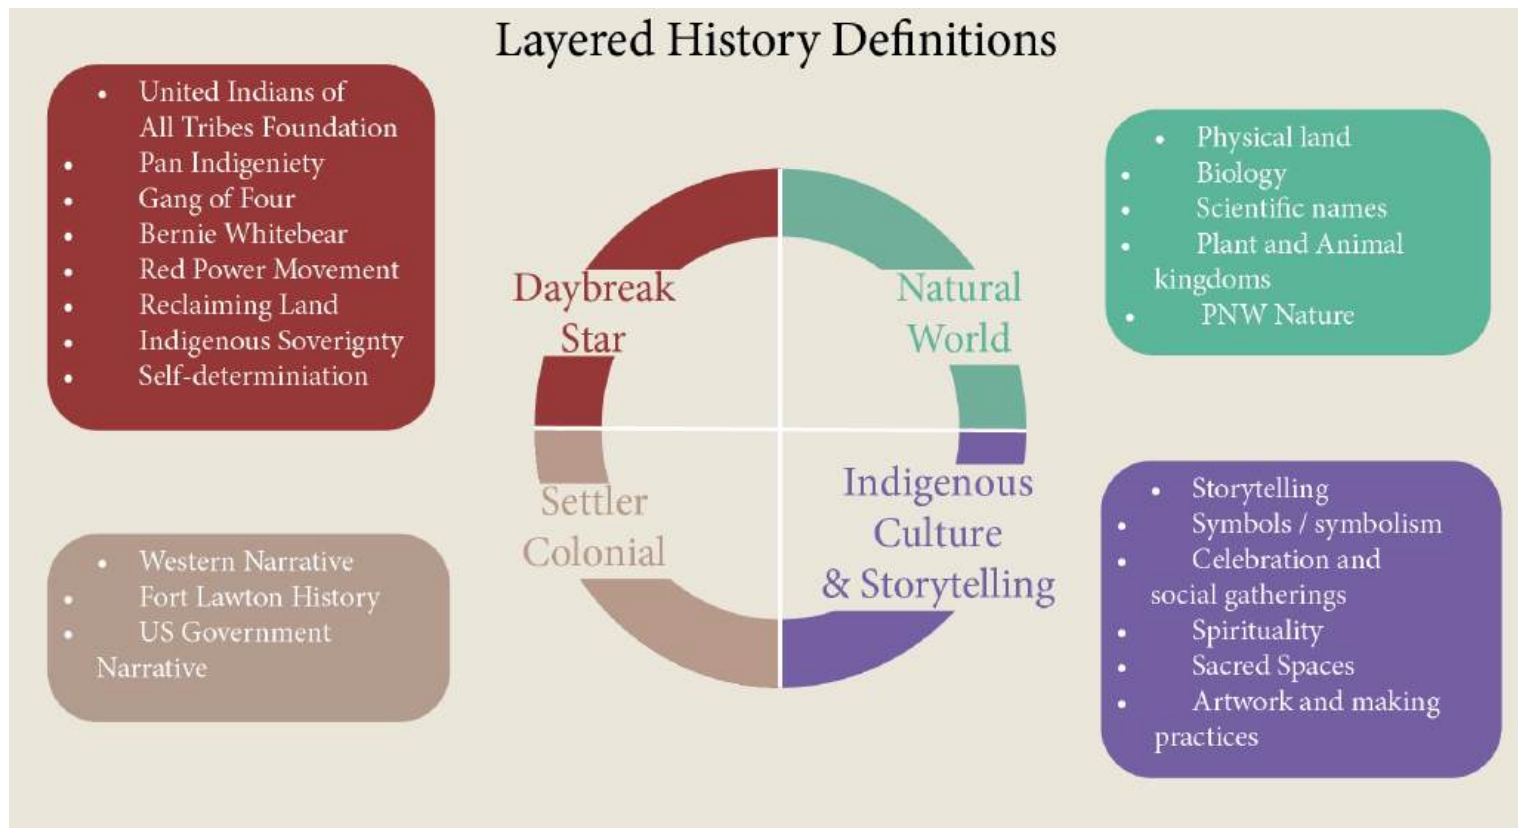 Layered History Definitions
• United Indians of
All Tribes Foundation
• Pan Indigeniety
• Gang of Four
• Bernie Whitebear
• Red Power Movement
• Reclaiming Land
• Indigenous Soverignty
• Self-determiniation
Daybreak
Star
Natural
World
• Physical land
• Biology
• Scientific names
• Plant and Animal
kingdoms
• PNW Nature
Settler
Colonial
• Western Narrative
• Fort Lawton History
• US Government
Narrative
Indigenous
Culture
& Storytelling
• Storytelling
• Symbols / symbolism
• Celebration and
social gatherings
• Spirituality
• Sacred Spaces
• Artwork and making
practices